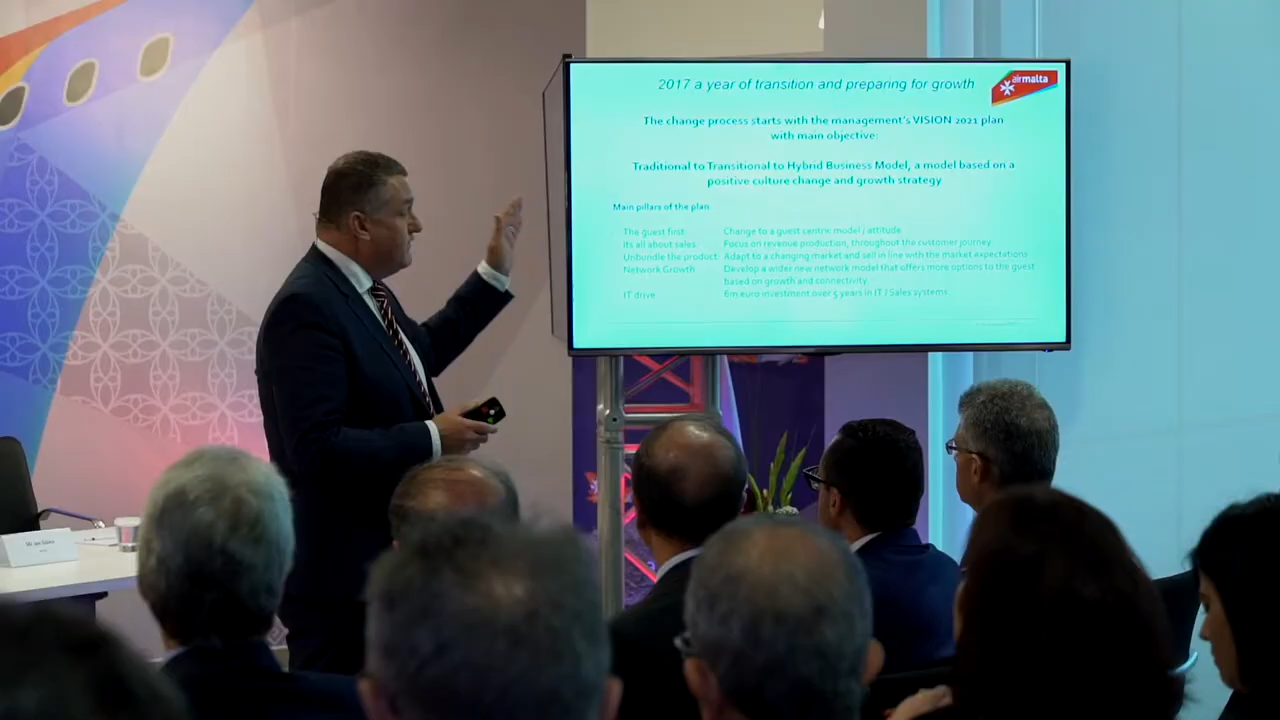 2017 a year of transition and preparing for growth
airmalta
The change process starts with the management's VISION 2021 plan
with main objective:
Traditional to Transitional to Hybrid Business Model, a model based on a
positive culture change and growth strategy
Main pillars of the plan
The guest first Change to a guest centric model / attitude
Its all about sales Focus on revenue production, throughout the customer journey
Unbundle the product Adapt to a changing market and sell in line with the market expectations
Network Growth Develop a wider new network model that offers more options to the guest
based on growth and connectivity
IT drive 6m euro investment over 5 years in IT / Sales systems